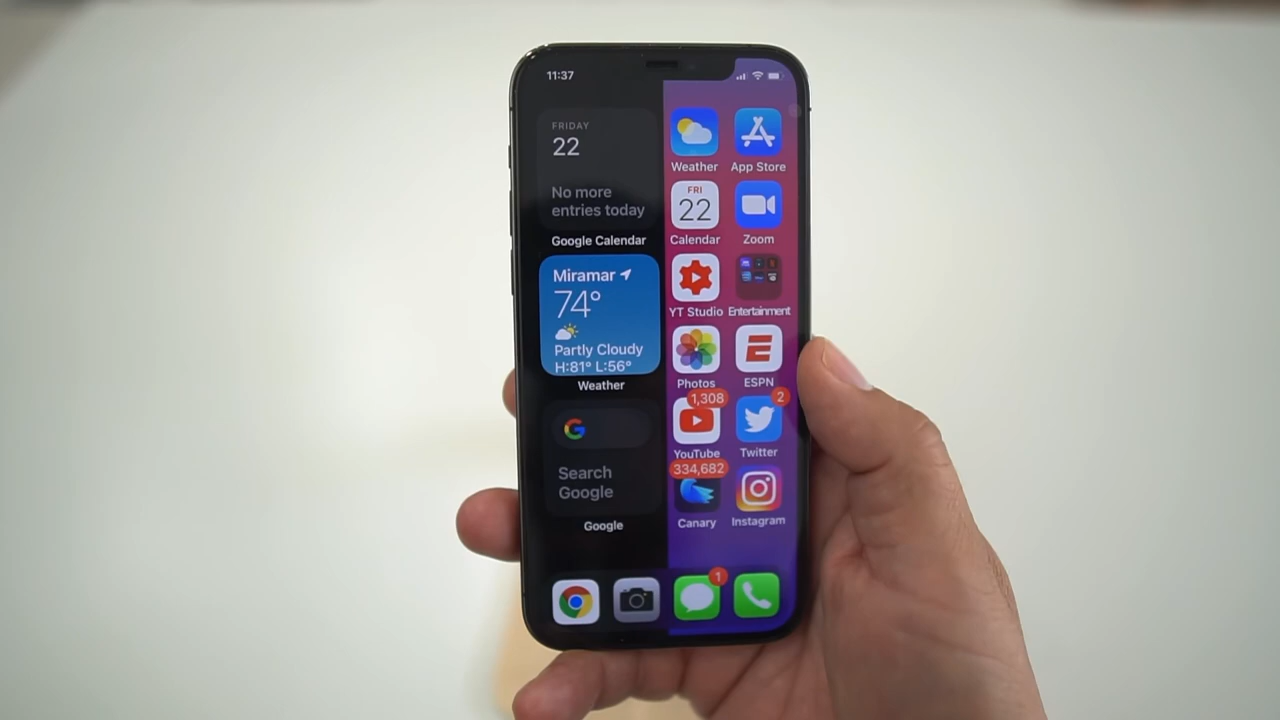 11:37
FRIDAY
22
No more
entries today
Google Calendar
Miramar
74°
Partly Cloudy
H:81° L:56°
Weather
G
Search
Google
Google
Weather
App Store
FRI
22
Calendar
Zoom
YT Studio
Entertainment
Photos
ESPN
1,308
2
YouTube
Twitter
334,682
Canary
Instagram
1